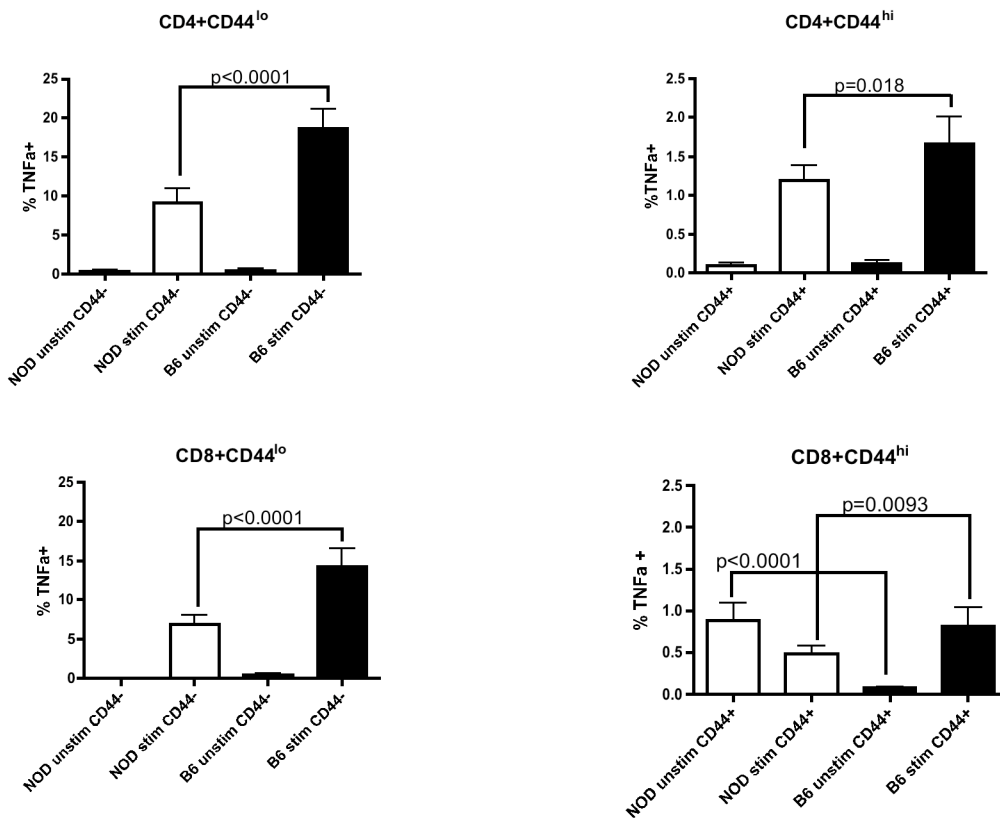 CD4+CD44lo
p<0.0001
% TNFa+
25
20
15
10
5
0
NOD unstim CD44-
NOD stim CD44-
B6 unstim CD44-
B6 stim CD44-
CD4+CD44hi
p=0.018
%TNFa+
2.5
2.0
1.5
1.0
0.5
0.0
NOD unstim CD44+
NOD stim CD44+
B6 unstim CD44+
B6 stim CD44+
CD8+CD44lo
p<0.0001
% TNFa+
25
20
15
10
5
0
NOD unstim CD44-
NOD stim CD44-
B6 unstim CD44-
B6 stim CD44-
CD8+CD44hi
p=0.0093
p<0.0001
% TNFa +
2.5
2.0
1.5
1.0
0.5
0.0
NOD unstim CD44+
NOD stim CD44+
B6 unstim CD44+
B6 stim CD44+